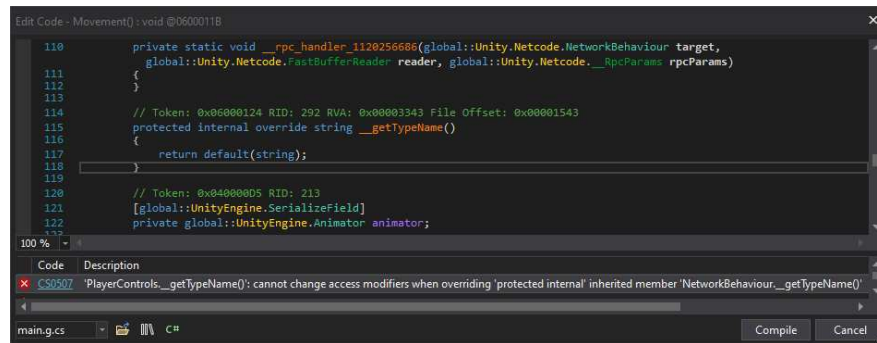 Edit Code - Movement() : void @0600011B
110 private static void __rpc_handler_1120256686(global::Unity.Netcode.NetworkBehaviour target,
global::Unity.Netcode.FastBufferReader reader, global::Unity.Netcode.__RpcParams rpcParams)
111 {
112 }
113
114 // Token: 0x06000124 RID: 292 RVA: 0x00003343 File Offset: 0x00001543
115 protected internal override string __getTypeName()
116 {
117 return default(string);
118 }
119
120 // Token: 0x040000D5 RID: 213
121 [global::UnityEngine.SerializeField]
122 private global::UnityEngine.Animator animator;
123
100 %
Code Description
CS0507 'PlayerControls.__getTypeName()': cannot change access modifiers when overriding 'protected internal' inherited member 'NetworkBehaviour.__getTypeName()'
main.g.cs C# Compile Cancel